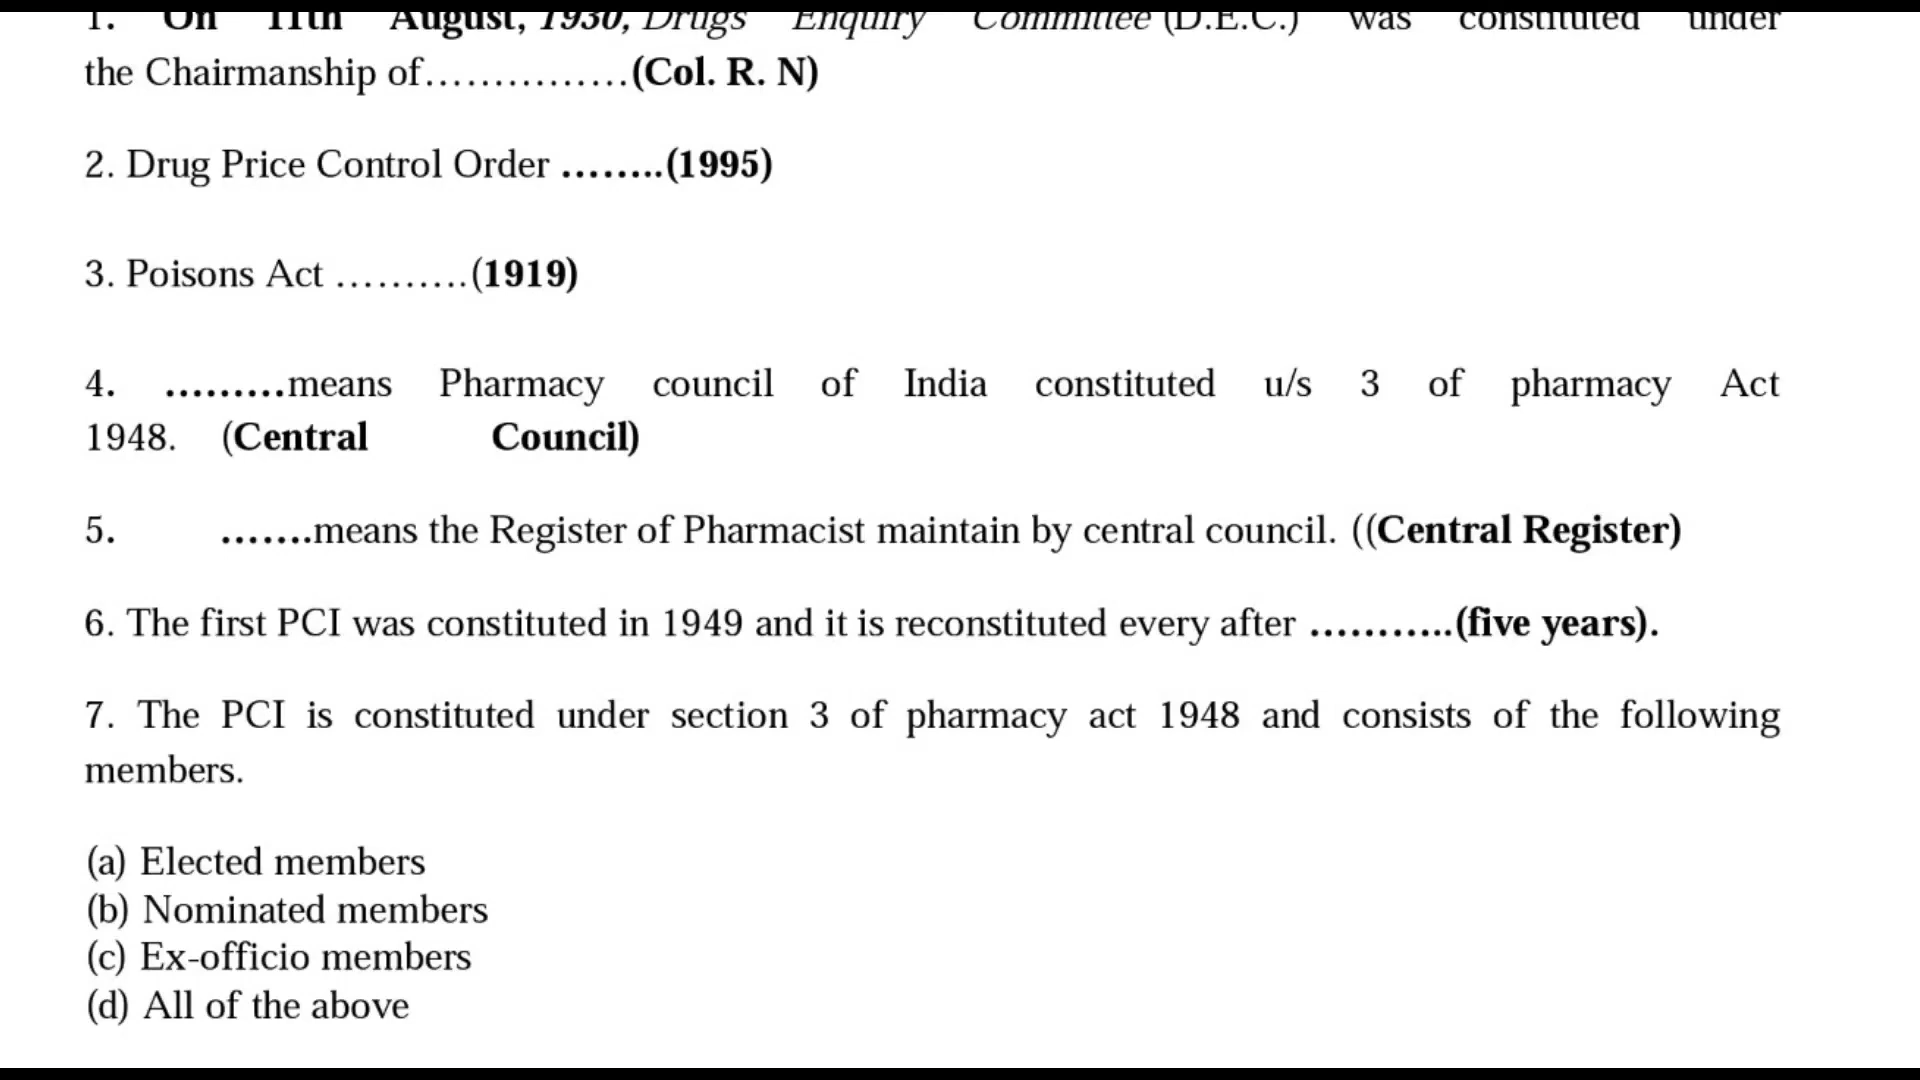 1. On 11th August, 1930, Drugs Enquiry Committee (D.E.C.) was constituted under
the Chairmanship of...............(Col. R. N)
2. Drug Price Control Order ........(1995)
3. Poisons Act ..........(1919)
4. .........means Pharmacy council of India constituted u/s 3 of pharmacy Act
1948. (Central Council)
5. .......means the Register of Pharmacist maintain by central council. ((Central Register)
6. The first PCI was constituted in 1949 and it is reconstituted every after ...........(five years).
7. The PCI is constituted under section 3 of pharmacy act 1948 and consists of the following
members.
(a) Elected members
(b) Nominated members
(c) Ex-officio members
(d) All of the above